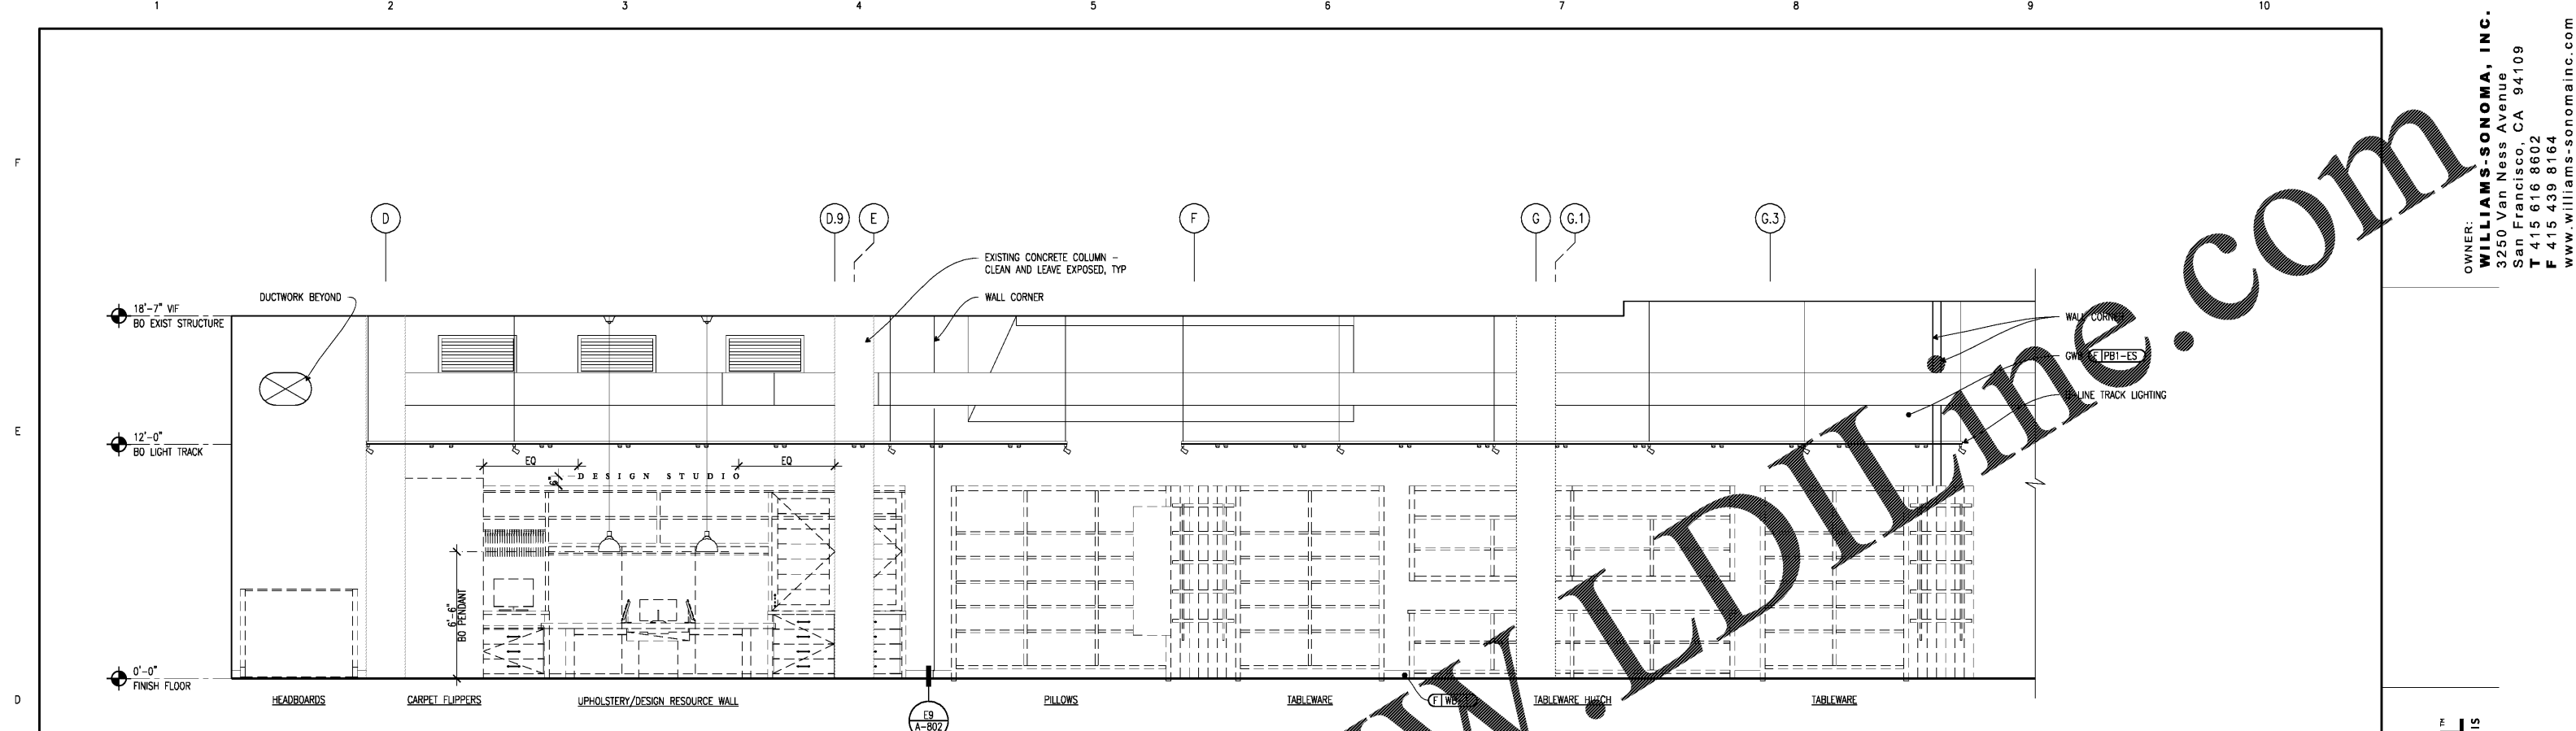 1 2 3 4 5 6 7 8 9 10
F
E
D
D D.9 E F G G.1 G.3
EXISTING CONCRETE COLUMN -
CLEAN AND LEAVE EXPOSED, TYP
DUCTWORK BEYOND
WALL CORNER
18'-7" VIF
BO EXIST STRUCTURE
WALL CORNER
PB1-ES
LINE TRACK LIGHTING
12'-0"
BO LIGHT TRACK
EQ EQ
6"
DESIGN STUDIO
6'-6"
BO PENDANT
0'-0"
FINISH FLOOR
HEADBOARDS CARPET FLIPPERS UPHOLSTERY/DESIGN RESOURCE WALL PILLOWS TABLEWARE F TABLEWARE HUTCH TABLEWARE
E9
A-802
OWNER:
WILLIAMS-SONOMA, INC.
3250 Van Ness Avenue
San Francisco, CA 94109
T 415 616 8602
F 415 439 8164
www.williams-sonomainc.com
W.LDILine.com
TH
IS